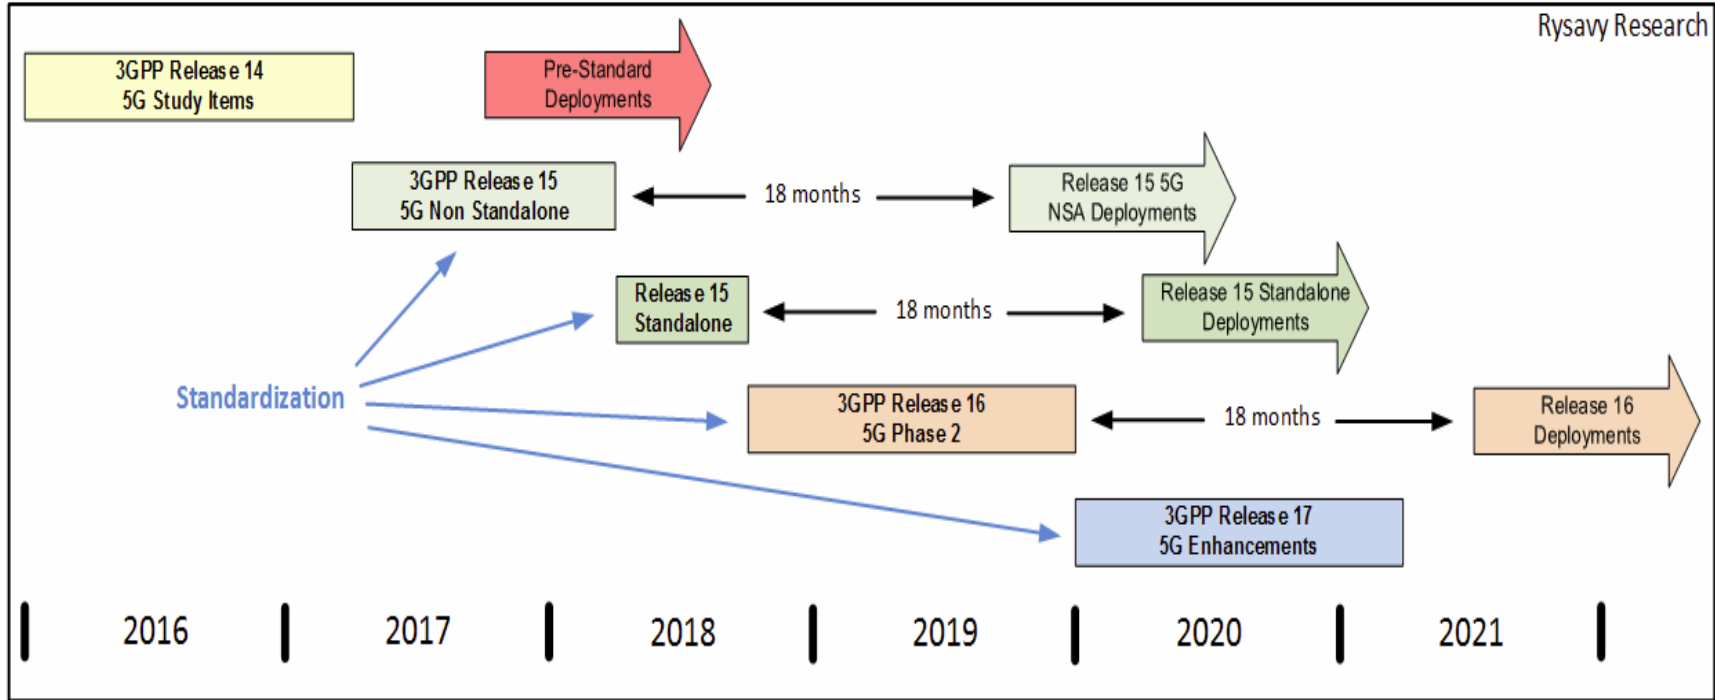 Rysavy Research
3GPP Release 14
5G Study Items
Pre-Standard
Deployments
3GPP Release 15
5G Non Standalone
18 months
Release 15 5G
NSA Deployments
Release 15
Standalone
18 months
Release 15 Standalone
Deployments
Standardization
3GPP Release 16
5G Phase 2
18 months
Release 16
Deployments
3GPP Release 17
5G Enhancements
2016
2017
2018
2019
2020
2021